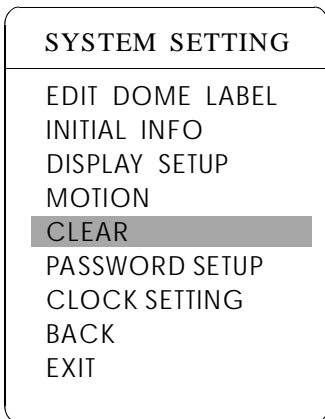 SYSTEM SETTING
EDIT DOME LABEL
INITIAL INFO
DISPLAY SETUP
MOTION
CLEAR
PASSWORD SETUP
CLOCK SETTING
BACK
EXIT